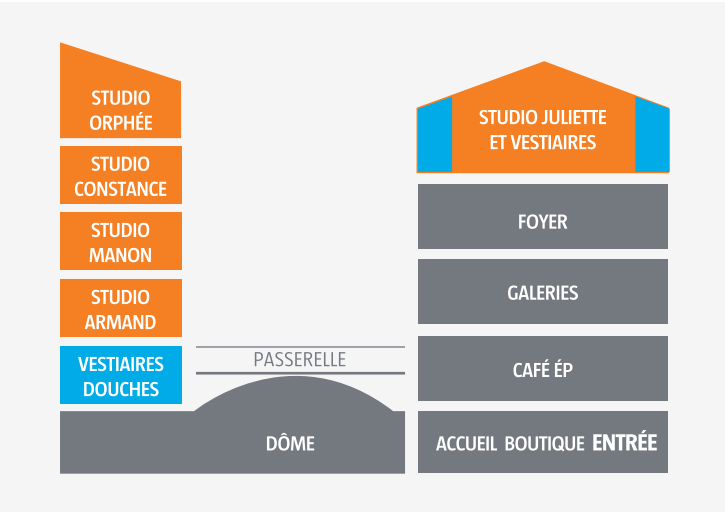 STUDIO
ORPHÉE
STUDIO
CONSTANCE
STUDIO
MANON
STUDIO
ARMAND
VESTIAIRES
DOUCHES
PASSERELLE
DÔME
STUDIO JULIETTE
ET VESTIAIRES
FOYER
GALERIES
CAFÉ ÉP
ACCUEIL BOUTIQUE ENTRÉE